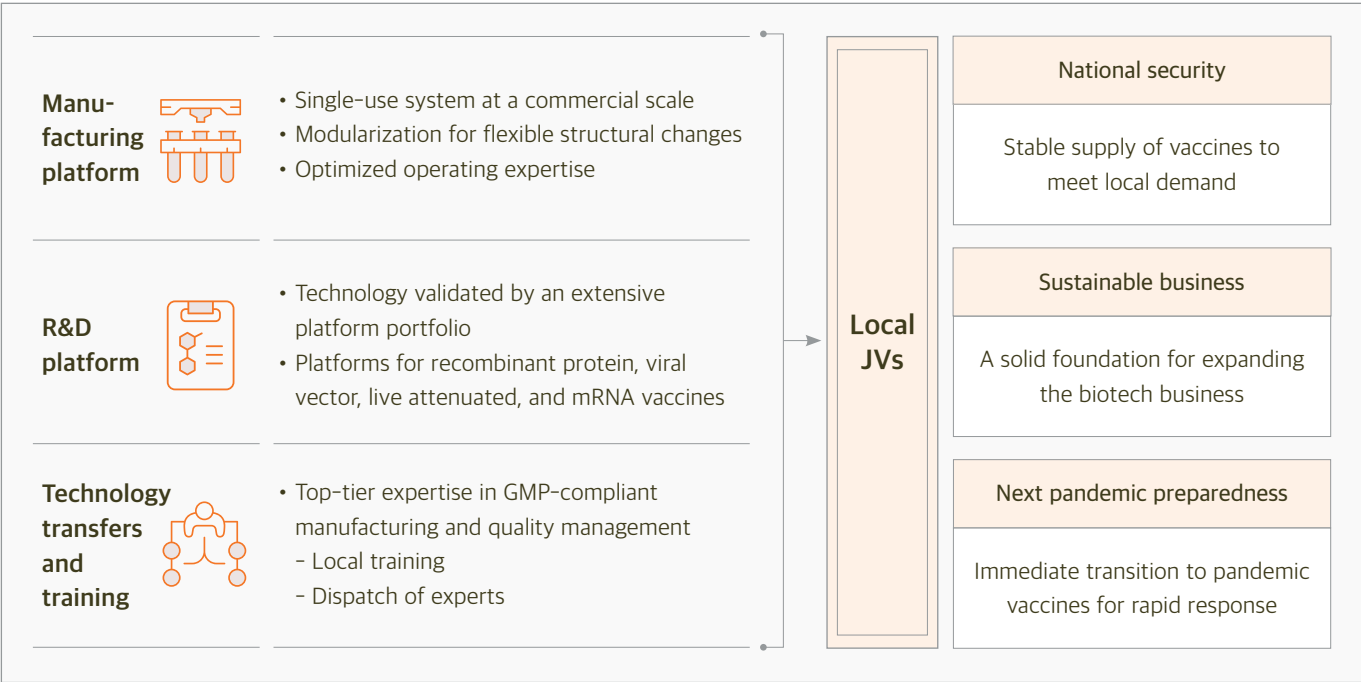 Manu-
facturing
platform
• Single-use system at a commercial scale
• Modularization for flexible structural changes
• Optimized operating expertise
R&D
platform
• Technology validated by an extensive
platform portfolio
• Platforms for recombinant protein, viral
vector, live attenuated, and mRNA vaccines
Technology
transfers
and
training
• Top-tier expertise in GMP-compliant
manufacturing and quality management
- Local training
- Dispatch of experts
Local
JVs
National security
Stable supply of vaccines to
meet local demand
Sustainable business
A solid foundation for expanding
the biotech business
Next pandemic preparedness
Immediate transition to pandemic
vaccines for rapid response